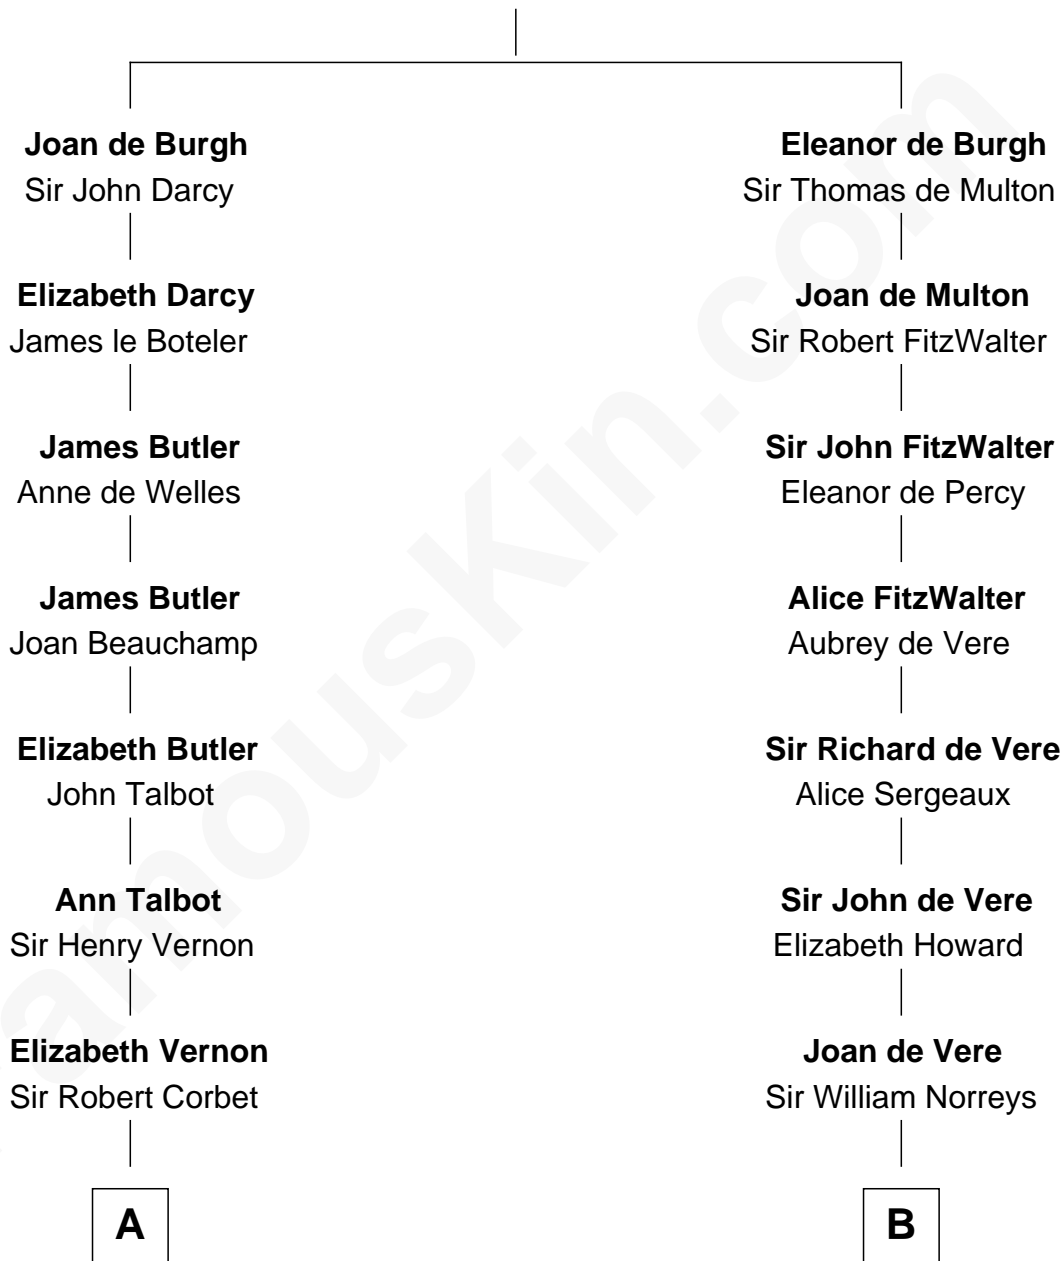 Joan de Burgh
Sir John Darcy
Elizabeth Darcy
James le Boteler
James Butler
Anne de Welles
James Butler
Joan Beauchamp
Elizabeth Butler
John Talbot
Ann Talbot
Sir Henry Vernon
Elizabeth Vernon
Sir Robert Corbet
A
Eleanor de Burgh
Sir Thomas de Multon
Joan de Multon
Sir Robert FitzWalter
Sir John FitzWalter
Eleanor de Percy
Alice FitzWalter
Aubrey de Vere
Sir Richard de Vere
Alice Sergeaux
Sir John de Vere
Elizabeth Howard
Joan de Vere
Sir William Norreys
B
amousKin.com